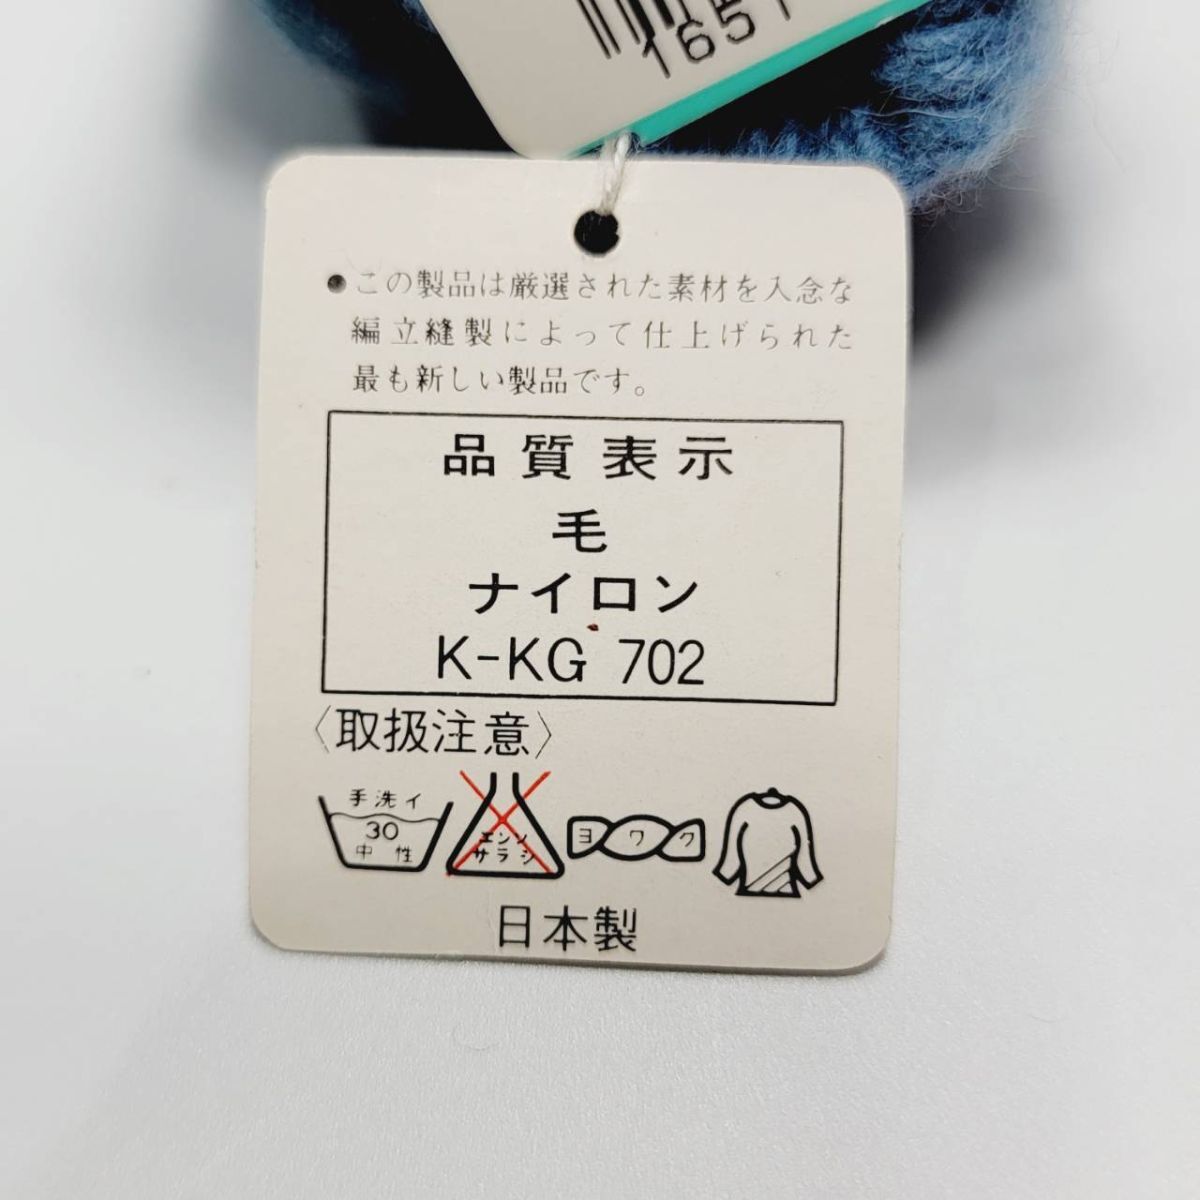 1651
●この製品は厳選された素材を入念な
編立縫製によって仕上げられた
最も新しい製品です。
品質表示
毛
ナイロン
K-KG 702
〈取扱注意〉
手洗イ
30
中性
エンソ
サラシ
ヨワク
日本製